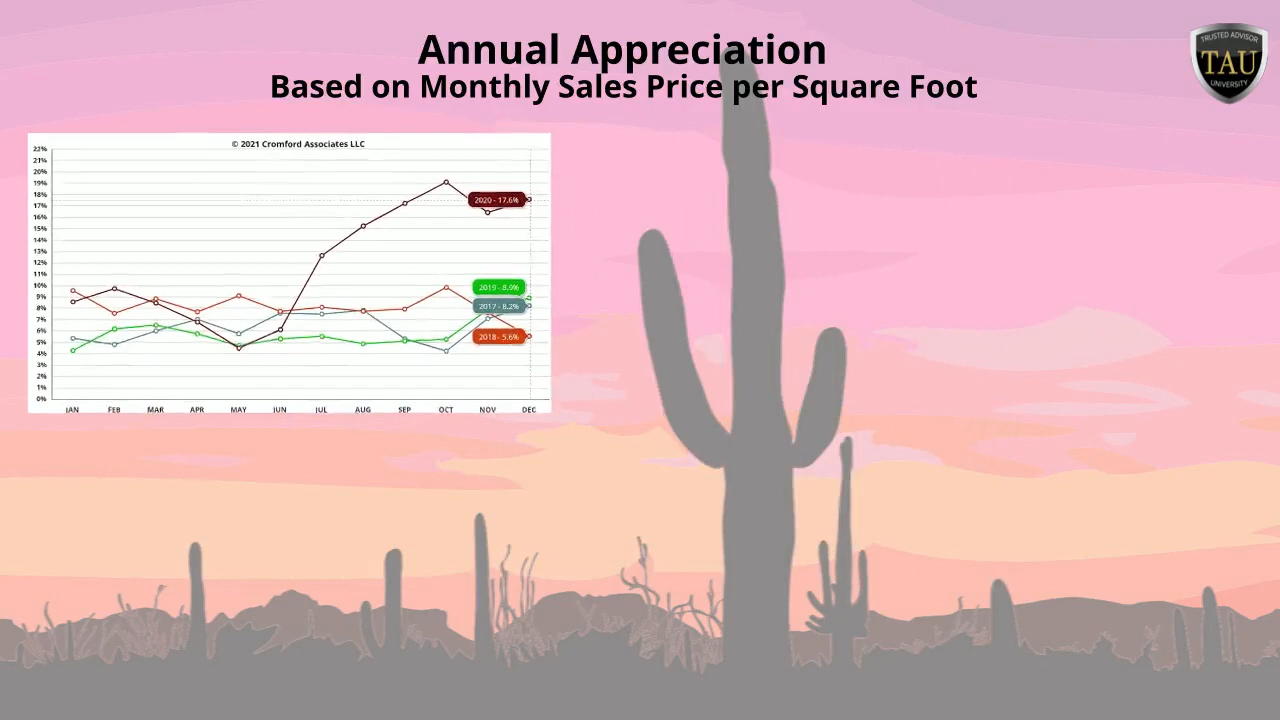 Annual Appreciation
Based on Monthly Sales Price per Square Foot
TRUSTED ADVISOR
TAU
UNIVERSITY
© 2021 Cromford Associates LLC
22%
21%
20%
19%
18%
17%
16%
15%
14%
13%
12%
11%
10%
9%
8%
7%
6%
5%
4%
3%
2%
1%
0%
2020 - 17.6%
2019 - 8.9%
2017 - 8.2%
2018 - 5.6%
JAN FEB MAR APR MAY JUN JUL AUG SEP OCT NOV DEC